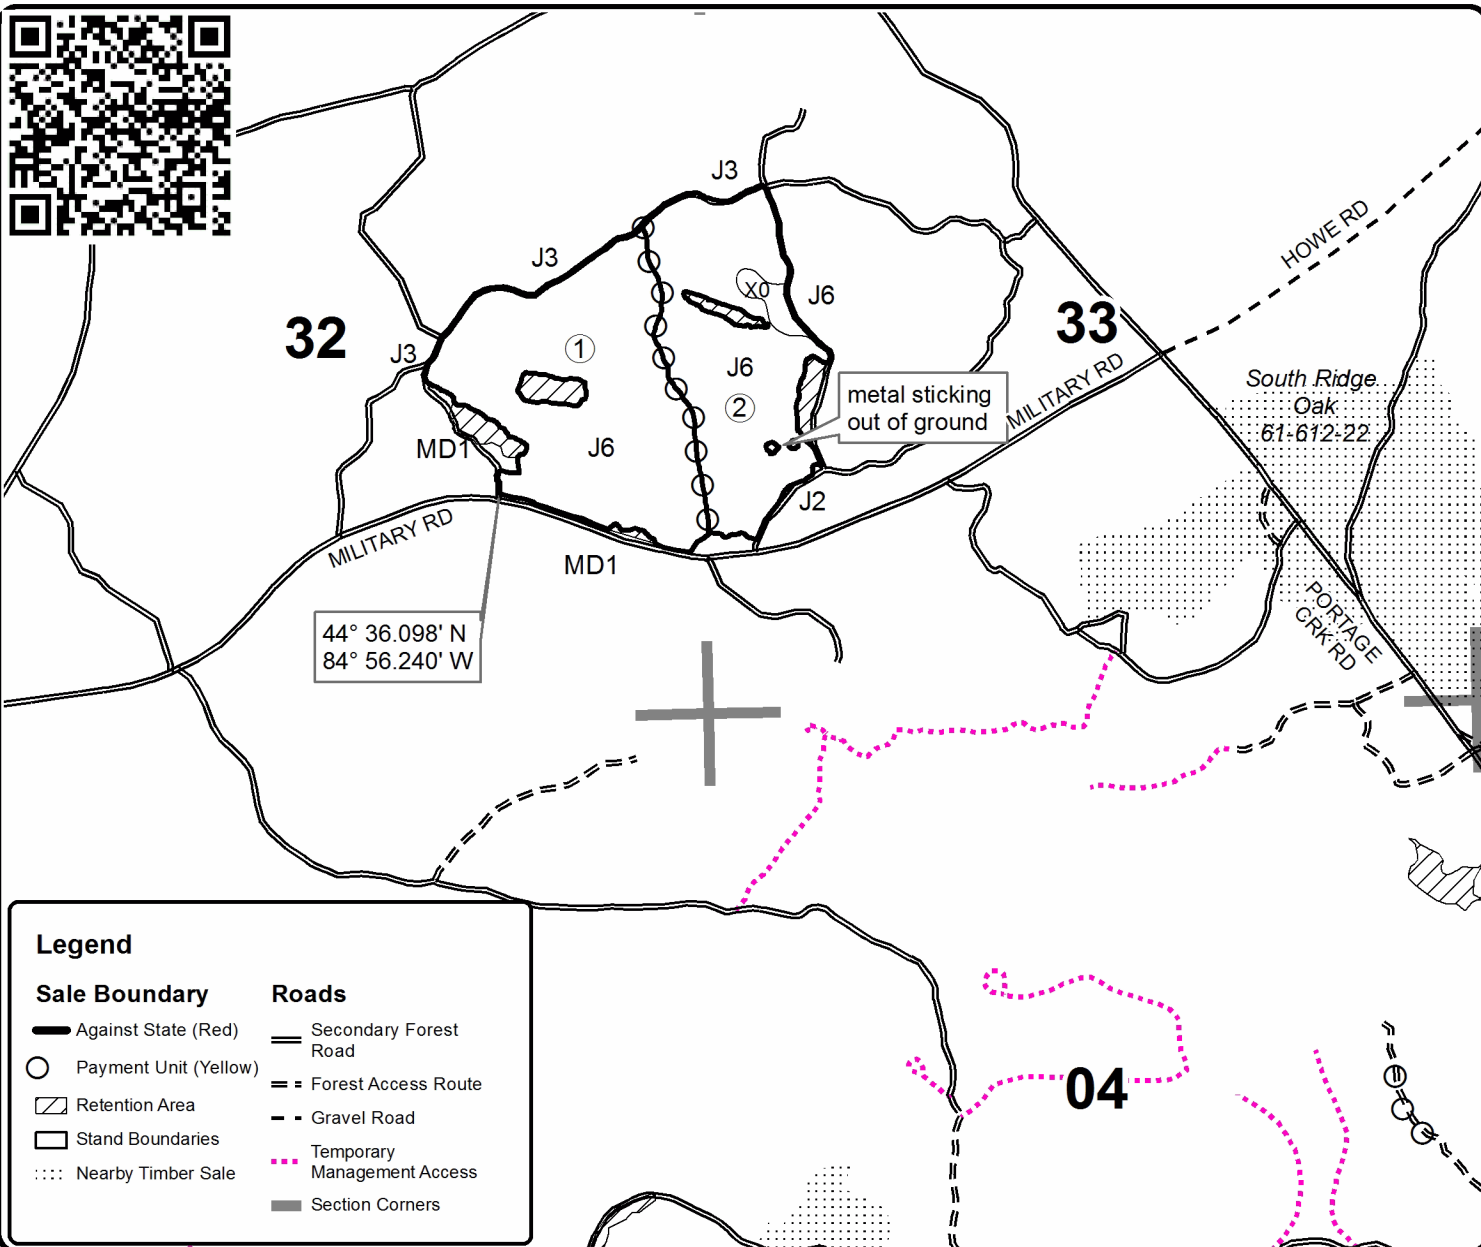 J3
J3
HOWE RD
X0
J6
32
33
1
J3
J6
MILITARY RD
South Ridge
Oak
61-612-22
2
metal sticking
out of ground
MD1
J6
J2
MILITARY RD
MD1
PORTAGE
CRK RD
44° 36.098' N
84° 56.240' W
04
Legend
Sale Boundary
Against State (Red)
Payment Unit (Yellow)
Retention Area
Stand Boundaries
Nearby Timber Sale
Roads
Secondary Forest
Road
Forest Access Route
Gravel Road
Temporary
Management Access
Section Corners